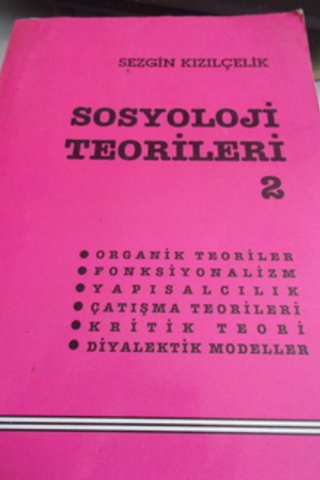 SEZGİN KIZILÇELİK
SOSYOLOJİ
TEORİLERİ
2
● ORGANİK TEORİLER
● FONKSİYONALİZM
● YAPISALCILIK
● ÇATIŞMA TEORİLERİ
● KRİTİK TEORİ
● DİYALEKTİK MODELLER